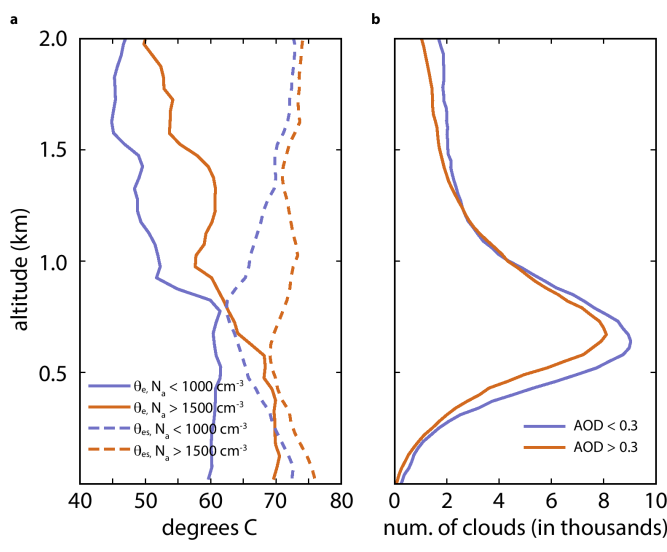 a
b
2.0
1.5
1.0
0.5
altitude (km)
θe, Na < 1000 cm-3
θe, Na > 1500 cm-3
θes, Na < 1000 cm-3
θes, Na > 1500 cm-3
40 50 60 70 80
degrees C
AOD < 0.3
AOD > 0.3
0 2 4 6 8 10
num. of clouds (in thousands)